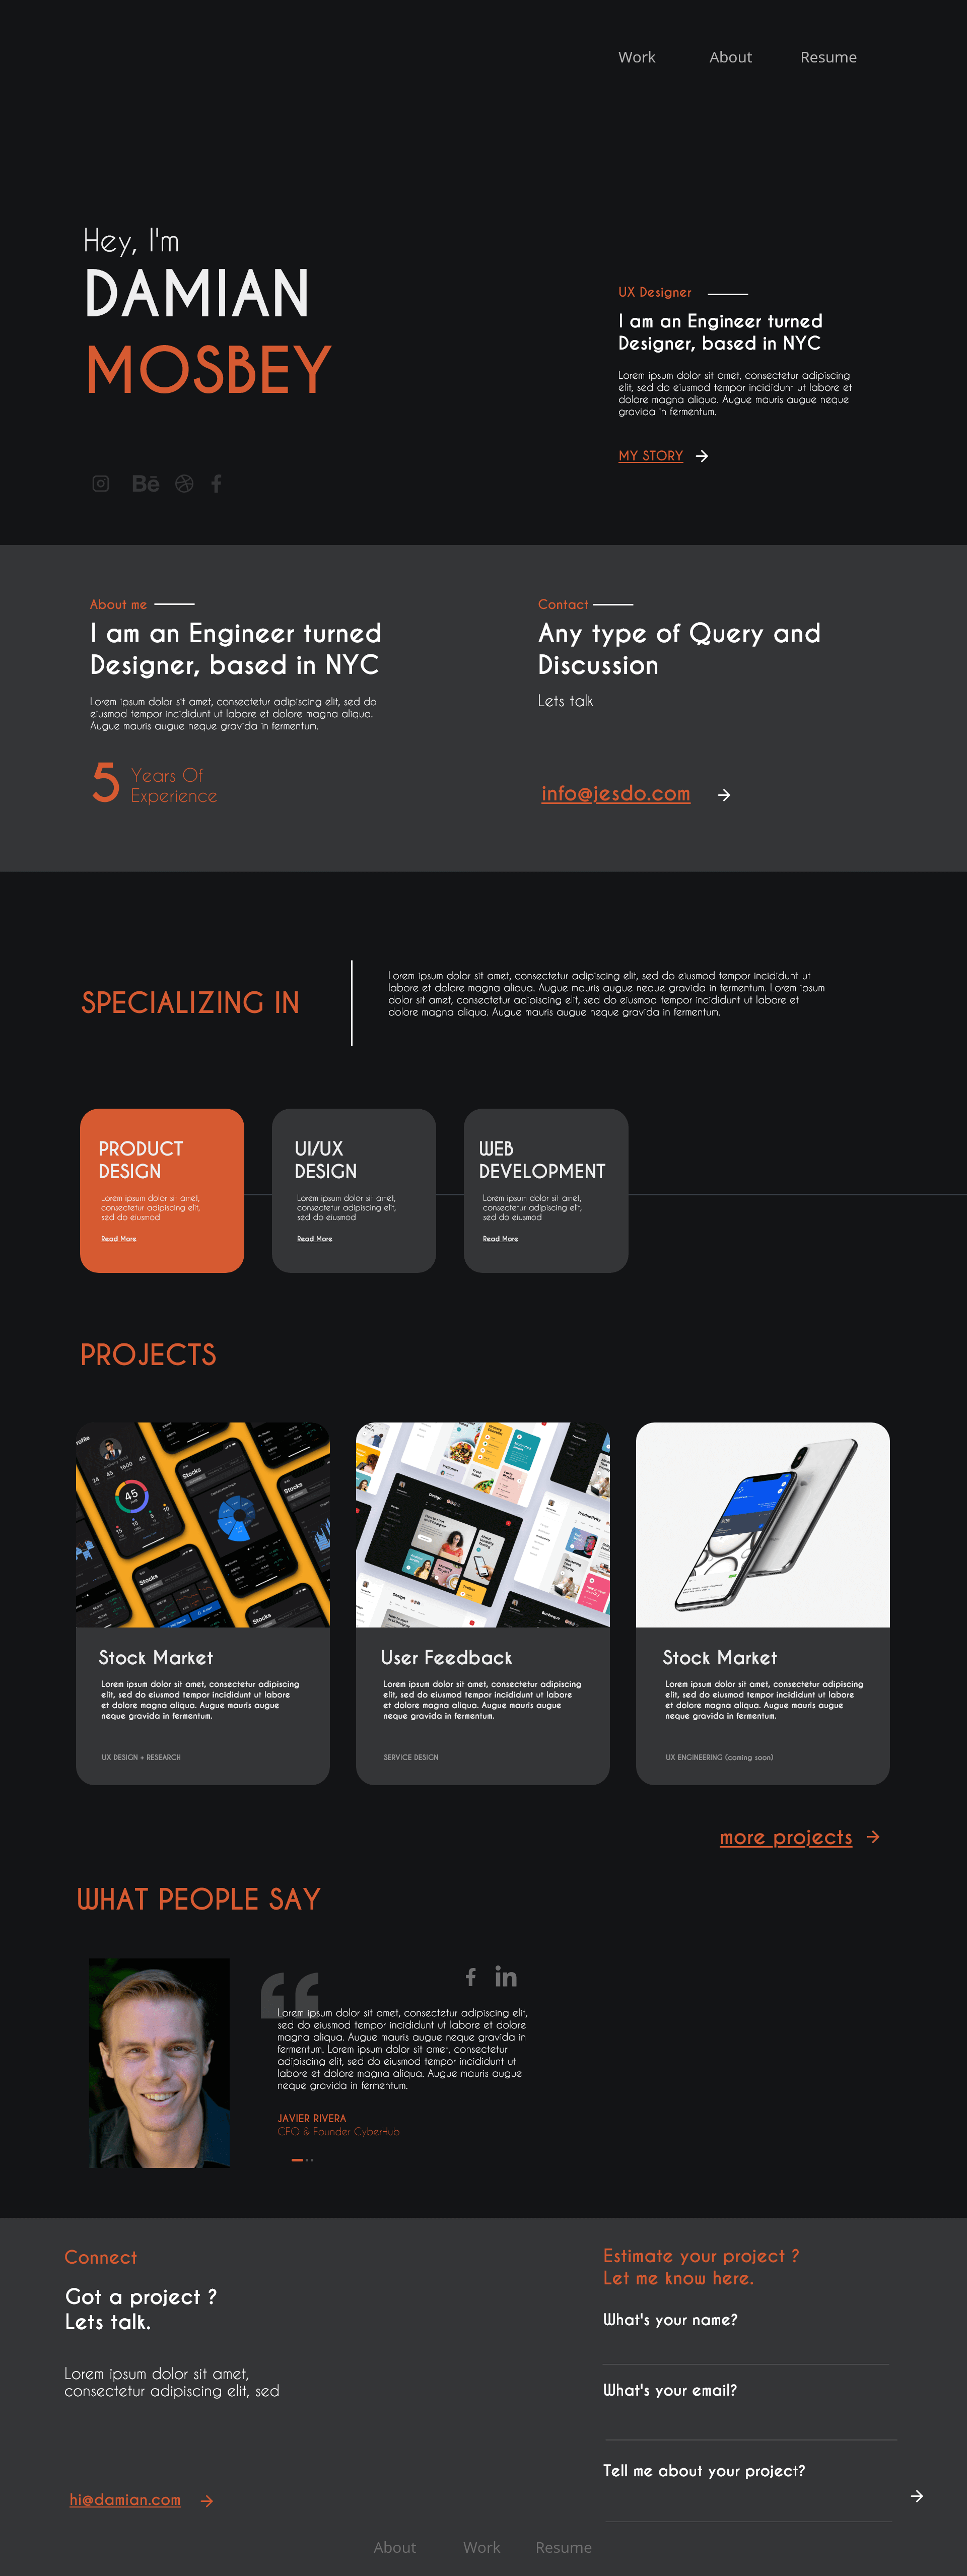 Work About Resume
Hey, I'm
DAMIAN
MOSBEY
UX Designer
I am an Engineer turned
Designer, based in NYC
Lorem ipsum dolor sit amet, consectetur adipiscing
elit, sed do eiusmod tempor incididunt ut labore et
dolore magna aliqua. Augue mauris augue neque
gravida in fermentum.
MY STORY
Bē
About me
I am an Engineer turned
Designer, based in NYC
Lorem ipsum dolor sit amet, consectetur adipiscing elit, sed do
eiusmod tempor incididunt ut labore et dolore magna aliqua.
Augue mauris augue neque gravida in fermentum.
5
Years Of
Experience
Contact
Any type of Query and
Discussion
Lets talk
info@jesdo.com
SPECIALIZING IN
Lorem ipsum dolor sit amet, consectetur adipiscing elit, sed do eiusmod tempor incididunt ut
labore et dolore magna aliqua. Augue mauris augue neque gravida in fermentum. Lorem ipsum
dolor sit amet, consectetur adipiscing elit, sed do eiusmod tempor incididunt ut labore et
dolore magna aliqua. Augue mauris augue neque gravida in fermentum.
PRODUCT
DESIGN
Lorem ipsum dolor sit amet,
consectetur adipiscing elit,
sed do eiusmod
Read More
UI/UX
DESIGN
Lorem ipsum dolor sit amet,
consectetur adipiscing elit,
sed do eiusmod
Read More
WEB
DEVELOPMENT
Lorem ipsum dolor sit amet,
consectetur adipiscing elit,
sed do eiusmod
Read More
PROJECTS
45
Stocks
Stocks
Stocks
Stocks
Design
Productivity
Design
Stock Market
Lorem ipsum dolor sit amet, consectetur adipiscing
elit, sed do eiusmod tempor incididunt ut labore
et dolore magna aliqua. Augue mauris augue
neque gravida in fermentum.
UX DESIGN + RESEARCH
User Feedback
Lorem ipsum dolor sit amet, consectetur adipiscing
elit, sed do eiusmod tempor incididunt ut labore
et dolore magna aliqua. Augue mauris augue
neque gravida in fermentum.
SERVICE DESIGN
Stock Market
Lorem ipsum dolor sit amet, consectetur adipiscing
elit, sed do eiusmod tempor incididunt ut labore
et dolore magna aliqua. Augue mauris augue
neque gravida in fermentum.
UX ENGINEERING (coming soon)
more projects
WHAT PEOPLE SAY
in
Lorem ipsum dolor sit amet, consectetur adipiscing elit,
sed do eiusmod tempor incididunt ut labore et dolore
magna aliqua. Augue mauris augue neque gravida in
fermentum. Lorem ipsum dolor sit amet, consectetur
adipiscing elit, sed do eiusmod tempor incididunt ut
labore et dolore magna aliqua. Augue mauris augue
neque gravida in fermentum.
JAVIER RIVERA
CEO & Founder CyberHub
Connect
Got a project ?
Lets talk.
Lorem ipsum dolor sit amet,
consectetur adipiscing elit, sed
hi@damian.com
Estimate your project ?
Let me know here.
What's your name?
What's your email?
Tell me about your project?
About Work Resume